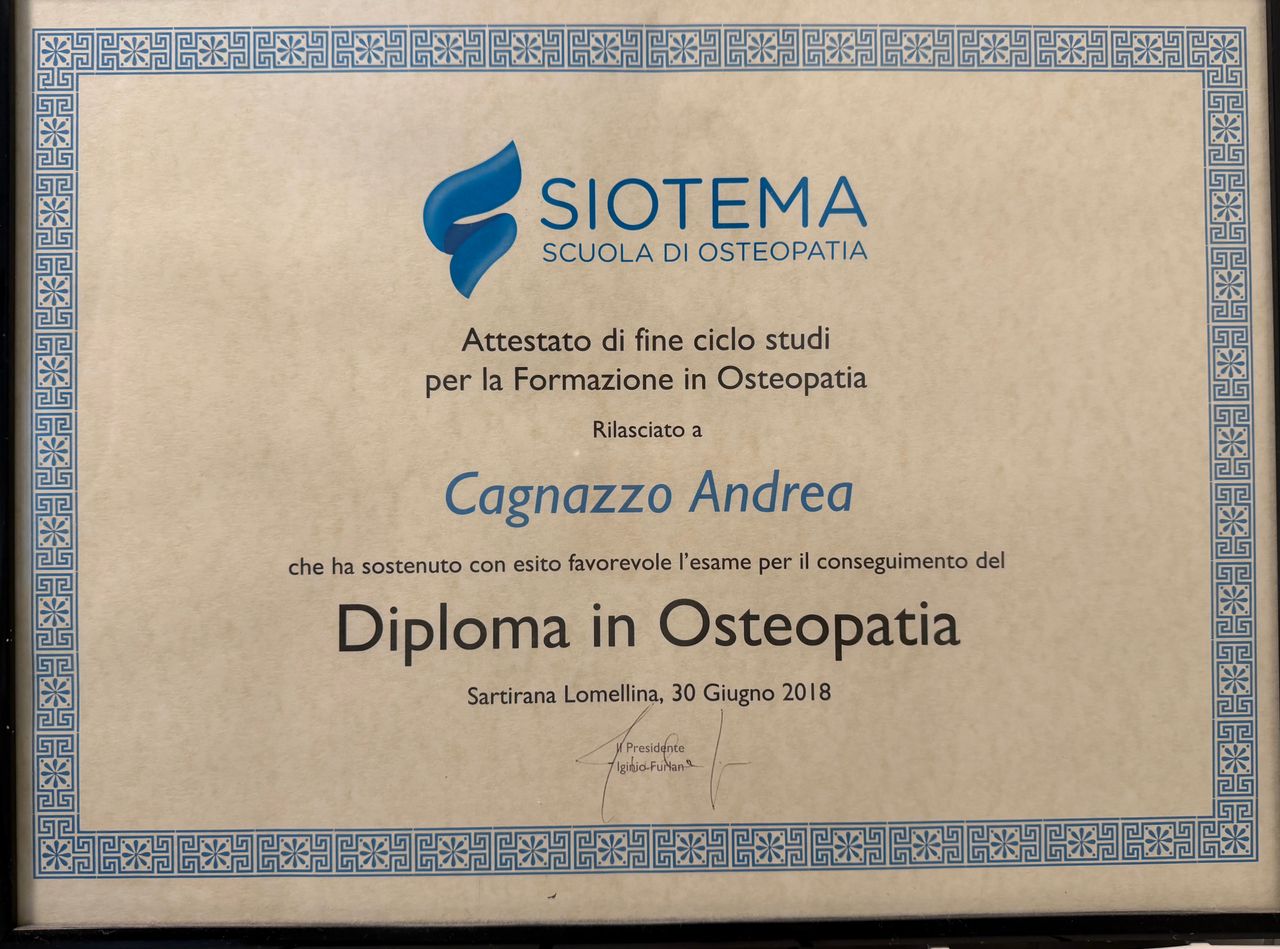 SIOTEMA
SCUOLA DI OSTEOPATIA
Attestato di fine ciclo studi
per la Formazione in Osteopatia
Rilasciato a
Cagnazzo Andrea
che ha sostenuto con esito favorevole l'esame per il conseguimento del
Diploma in Osteopatia
Sartirana Lomellina, 30 Giugno 2018
Il Presidente
Iginio Furlan